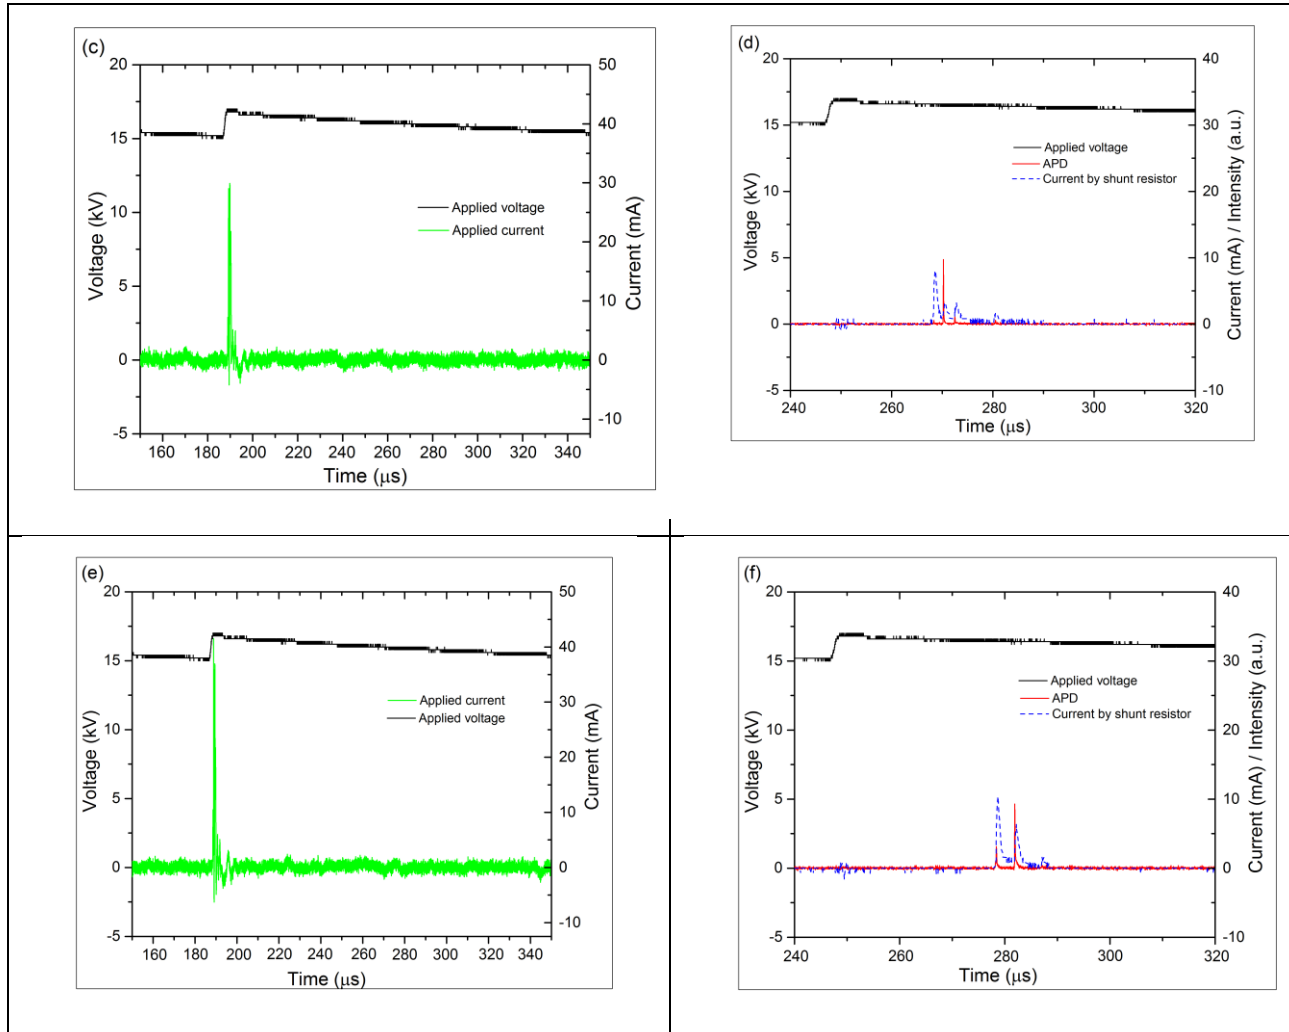 (c)
20
15
10
5
0
-5
50
40
30
20
10
0
-10
Voltage (kV)
Current (mA)
Applied voltage
Applied current
160 180 200 220 240 260 280 300 320 340
Time (μs)
(d)
20
15
10
5
0
-5
40
30
20
10
0
-10
Voltage (kV)
Current (mA) / Intensity (a.u.)
Applied voltage
APD
Current by shunt resistor
240 260 280 300 320
Time (μs)
(e)
20
15
10
5
0
-5
50
40
30
20
10
0
-10
Voltage (kV)
Current (mA)
Applied current
Applied voltage
160 180 200 220 240 260 280 300 320 340
Time (μs)
(f)
20
15
10
5
0
-5
40
30
20
10
0
-10
Voltage (kV)
Current (mA) / Intensity (a.u.)
Applied voltage
APD
Current by shunt resistor
240 260 280 300 320
Time (μs)